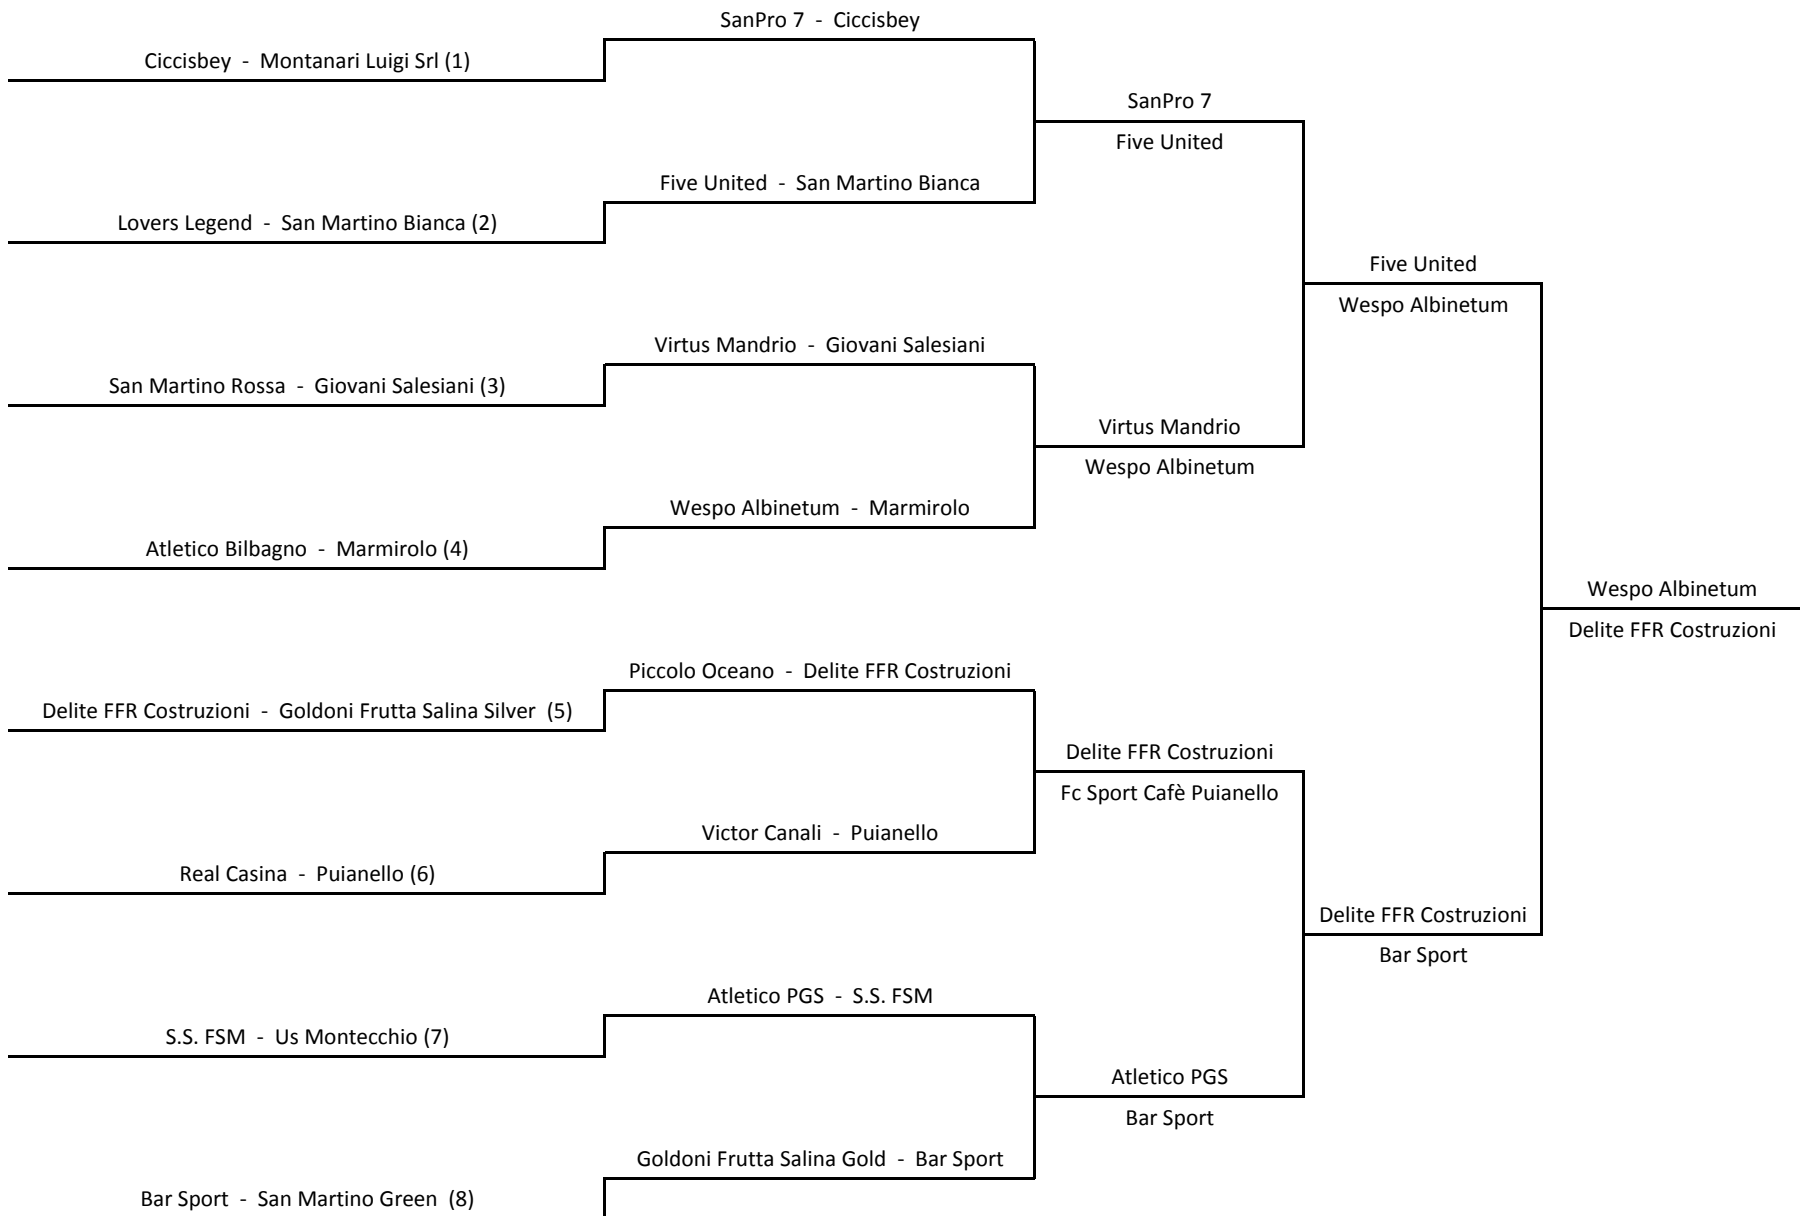 SanPro 7 - Ciccisbey
Ciccisbey - Montanari Luigi Srl (1)
SanPro 7
Five United
Five United - San Martino Bianca
Lovers Legend - San Martino Bianca (2)
Five United
Wespo Albinetum
Virtus Mandrio - Giovani Salesiani
San Martino Rossa - Giovani Salesiani (3)
Virtus Mandrio
Wespo Albinetum
Wespo Albinetum - Marmirolo
Atletico Bilbagno - Marmirolo (4)
Wespo Albinetum
Delite FFR Costruzioni
Piccolo Oceano - Delite FFR Costruzioni
Delite FFR Costruzioni - Goldoni Frutta Salina Silver (5)
Delite FFR Costruzioni
Fc Sport Cafè Puianello
Victor Canali - Puianello
Real Casina - Puianello (6)
Delite FFR Costruzioni
Bar Sport
Atletico PGS - S.S. FSM
S.S. FSM - Us Montecchio (7)
Atletico PGS
Bar Sport
Goldoni Frutta Salina Gold - Bar Sport
Bar Sport - San Martino Green (8)